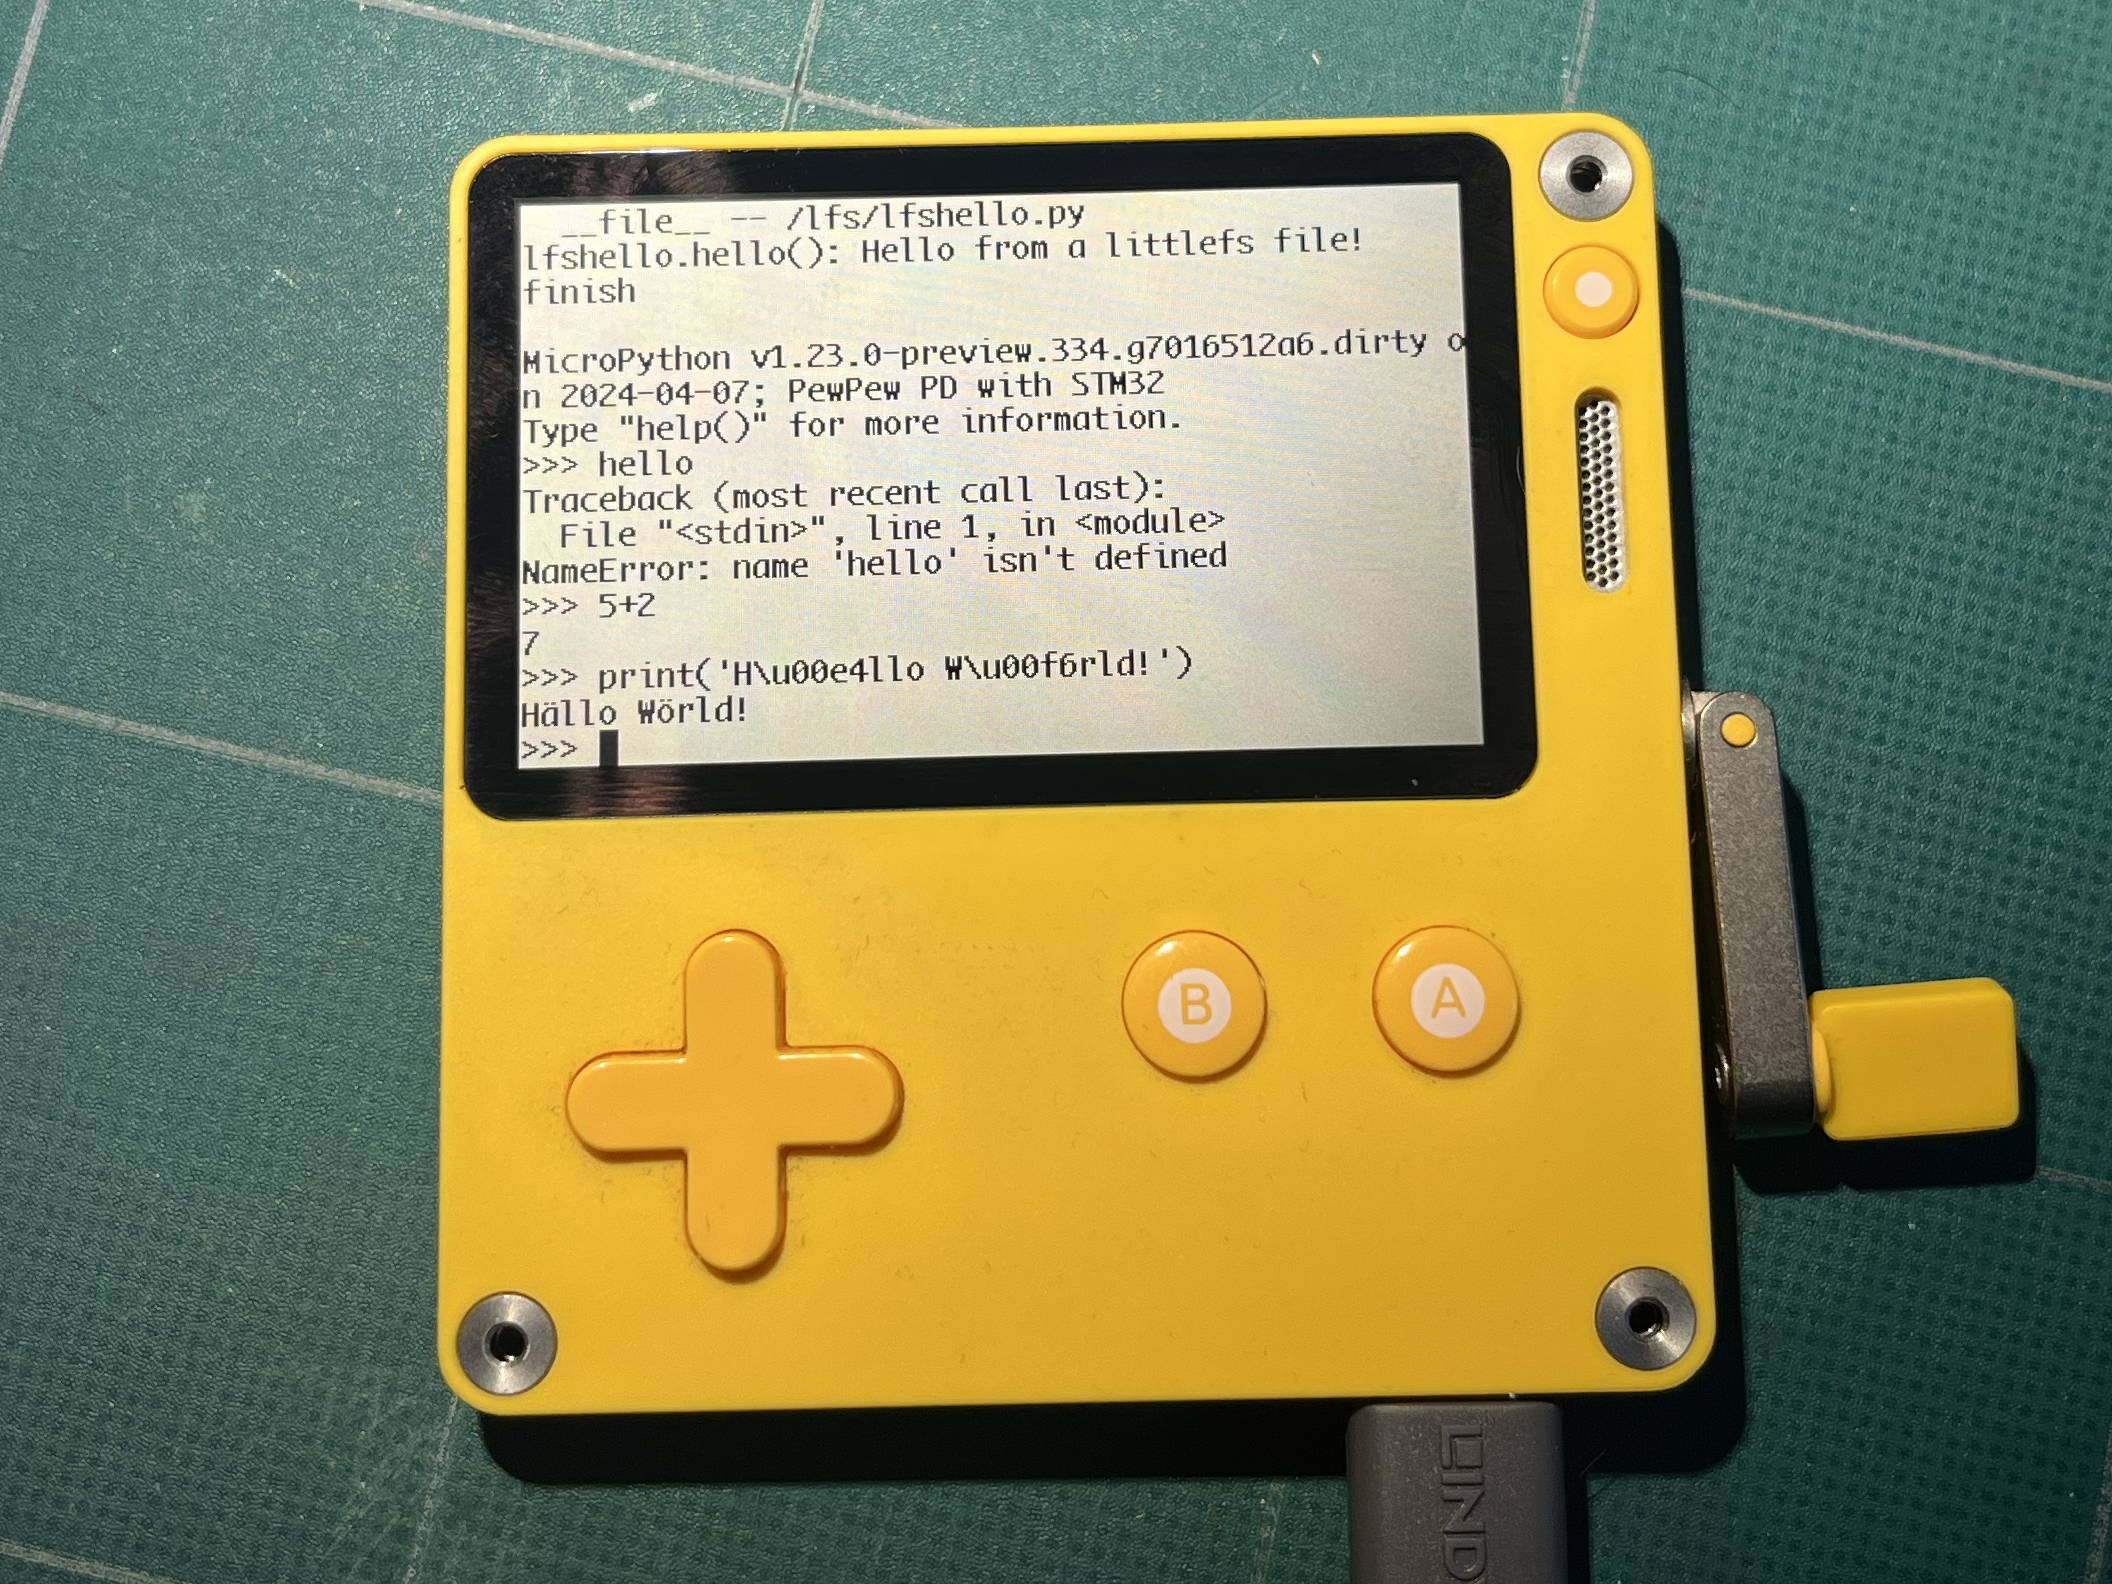 __file__ -- /lfs/lfshello.py
lfshello.hello(): Hello from a littlefs file!
finish
MicroPython v1.23.0-preview.334.g7016512a6.dirty o
n 2024-04-07; PewPew PD with STM32
Type "help()" for more information.
>>> hello
Traceback (most recent call last):
  File "<stdin>", line 1, in <module>
NameError: name 'hello' isn't defined
>>> 5+2
7
>>> print('H\u00e4llo W\u00f6rld!')
Hällo Wörld!
>>>
B
A
LIND